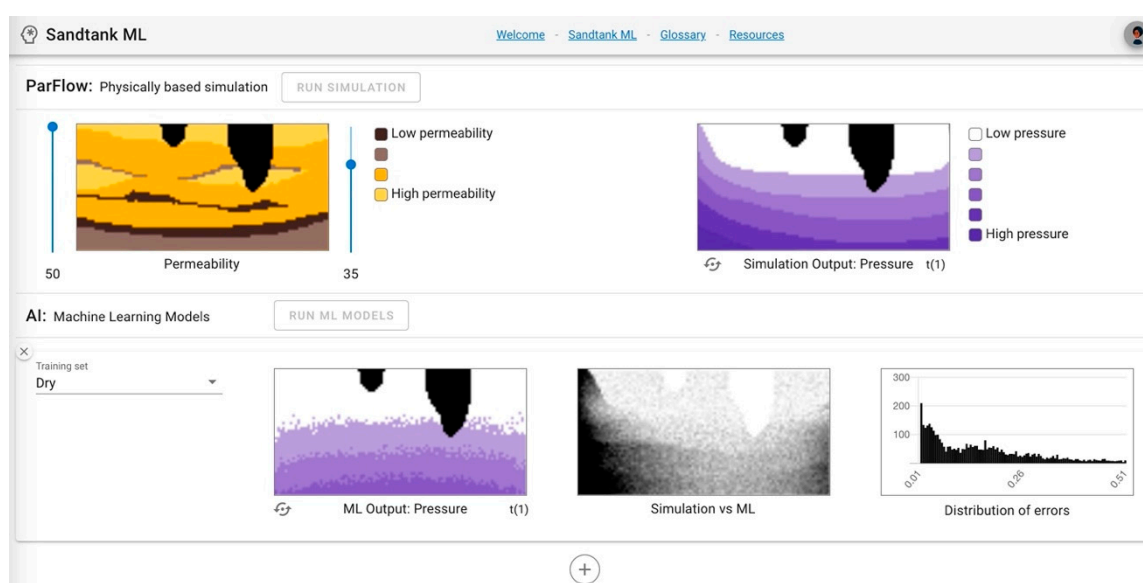 Sandtank ML
Welcome - Sandtank ML - Glossary - Resources
ParFlow: Physically based simulation
RUN SIMULATION
Low permeability
High permeability
50
Permeability
35
Low pressure
High pressure
Simulation Output: Pressure t(1)
AI: Machine Learning Models
RUN ML MODELS
Training set
Dry
ML Output: Pressure t(1)
Simulation vs ML
300
200
100
0.01
0.26
0.51
Distribution of errors